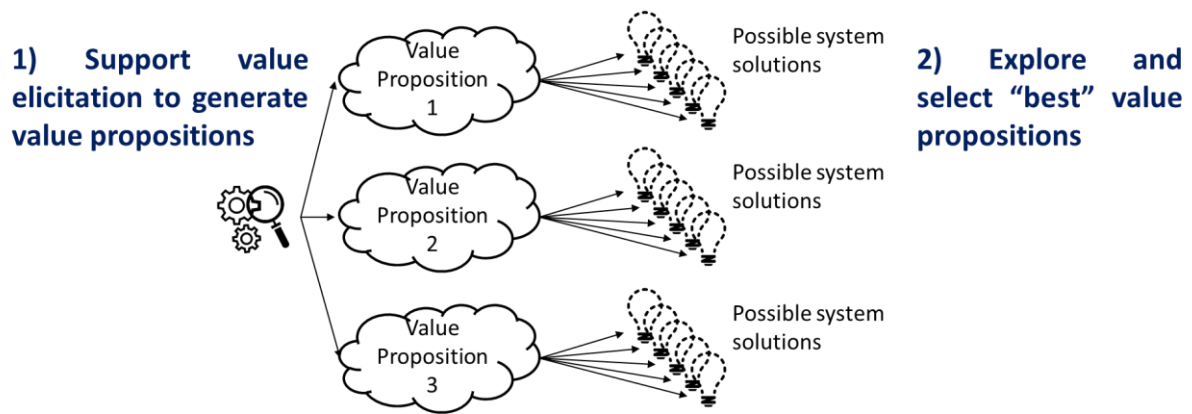 1) Support value
elicitation to generate
value propositions
Value
Proposition
1
Possible system
solutions
2) Explore and
select “best” value
propositions
Value
Proposition
2
Possible system
solutions
Value
Proposition
3
Possible system
solutions